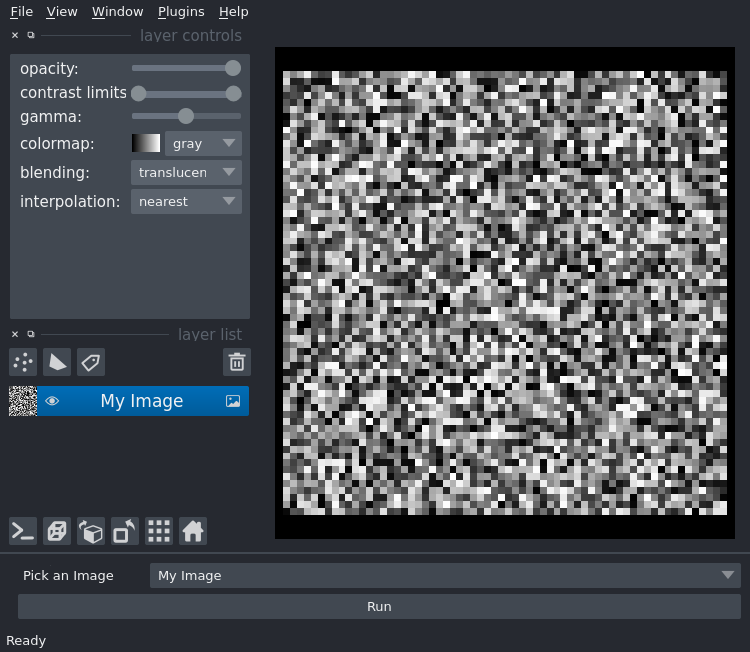 File View Window Plugins Help
layer controls
opacity:
contrast limits
gamma:
colormap: gray
blending: translucen
interpolation: nearest
layer list
My Image
Pick an Image My Image
Run
Ready